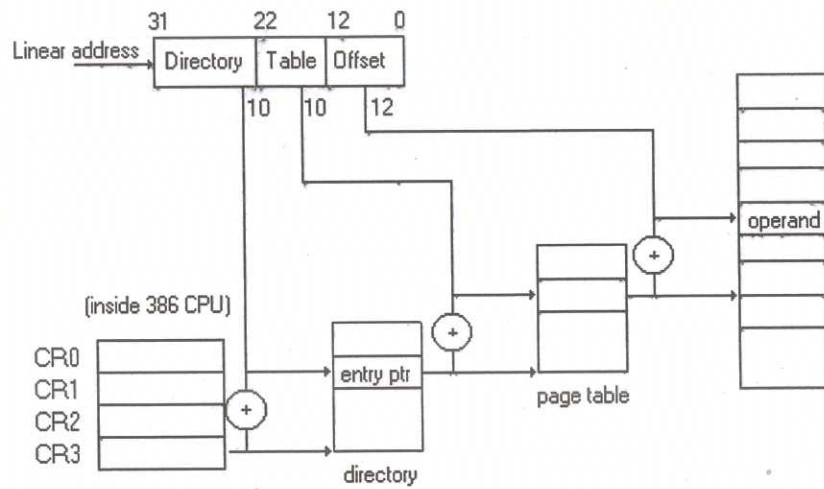 31 22 12 0
Linear address
Directory Table Offset
10 10 12
operand
+
(inside 386 CPU)
+
CR0
entry ptr
CR1
page table
+
CR2
CR3
directory